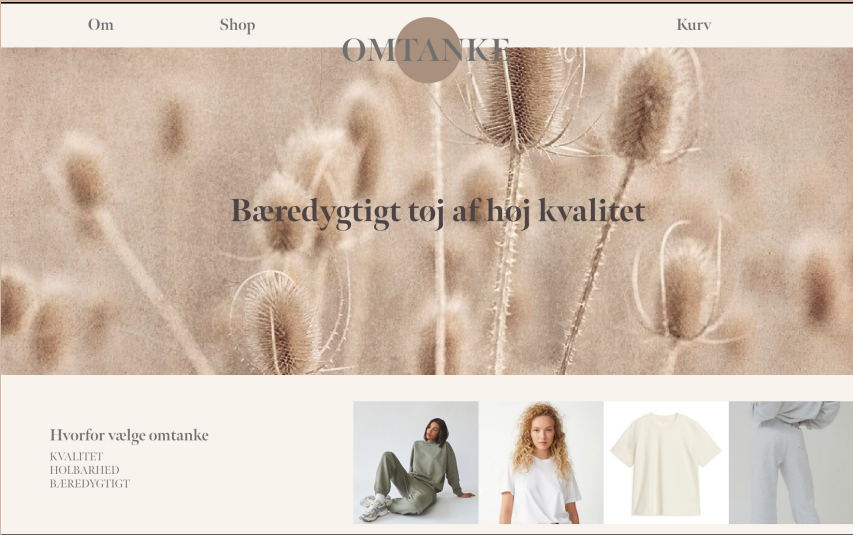 Om
Shop
OMTANKE
Kurv
Bæredygtigt tøj af høj kvalitet
Hvorfor vælge omtanke
KVALITET
HOLBARHED
BÆREDYGTIGT